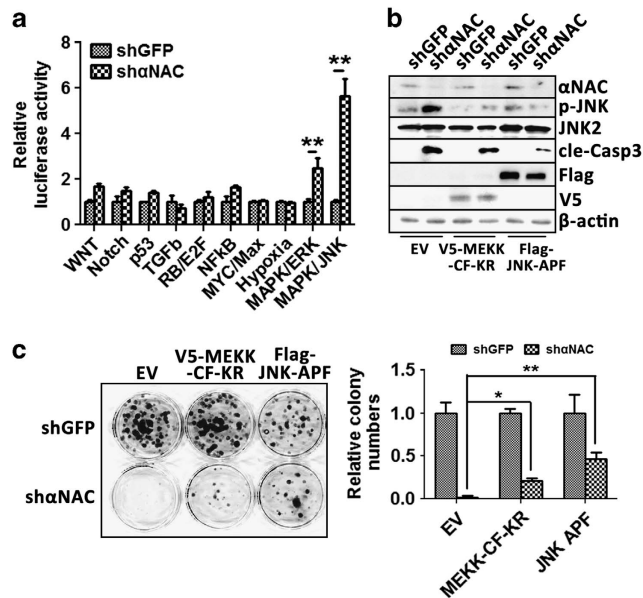 a
shGFP
shαNAC
Relative
luciferase activity
8
6
4
2
0
**
**
WNT
Notch
p53
TGFb
RB/E2F
NFkB
MYC/Max
Hypoxia
MAPK/ERK
MAPK/JNK
b
shGFP
shαNAC
shGFP
shαNAC
shGFP
shαNAC
αNAC
p-JNK
JNK2
cle-Casp3
Flag
V5
β-actin
EV
V5-MEKK
-CF-KR
Flag-
JNK-APF
c
EV
V5-MEKK
-CF-KR
Flag-
JNK-APF
shGFP
shαNAC
shGFP
shαNAC
Relative colony
numbers
1.5
1.0
0.5
0.0
*
**
EV
MEKK-CF-KR
JNK APF